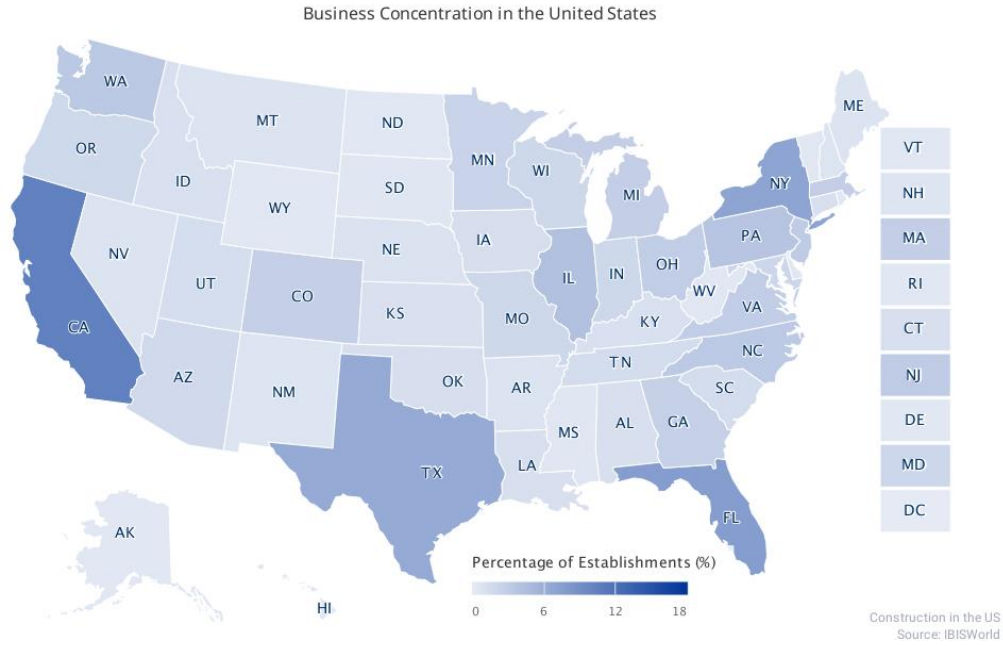 Business Concentration in the United States
WA
ME
MT
ND
VT
OR
MN
WI
ID
SD
MI
NY
NH
WY
MA
IA
PA
NV
NE
OH
RI
UT
IL
IN
CO
WV
VA
KS
MO
KY
CT
CA
NC
AZ
TN
NJ
OK
NM
AR
SC
DE
MS
AL
GA
LA
TX
MD
FL
DC
AK
HI
Percentage of Establishments (%)
0 6 12 18
Construction in the US
Source: IBISWorld